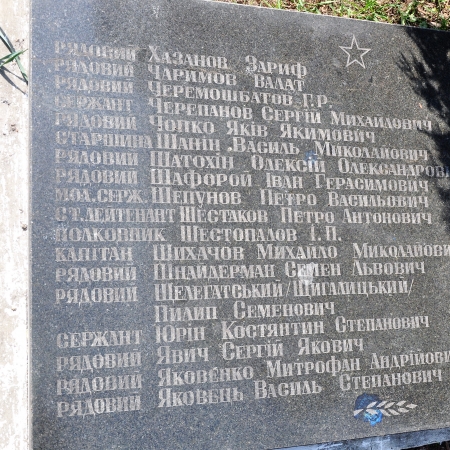 РЯДОВИЙ ХАЗАНОВ ЗАРИФ
РЯДОВИЙ ЧАРИМОВ ВАЛАТ
РЯДОВИЙ ЧЕРЕМОШБАТОВ Г.Р.
СЕРЖАНТ ЧЕРЕПАНОВ СЕРГІЙ МИХАЙЛОВИЧ
РЯДОВИЙ ЧОПКО ЯКІВ ЯКИМОВИЧ
СТАРШИНА ШАНІН ВАСИЛЬ МИКОЛАЙОВИЧ
РЯДОВИЙ ШАТОХІН ОЛЕКСІЙ ОЛЕКСАНДРОВ
РЯДОВИЙ ШАФОРОЙ ІВАН ГЕРАСИМОВИЧ
МОЛ.СЕРЖ. ШЕПУНОВ ПЕТРО ВАСИЛЬОВИЧ
СТ.ЛЕЙТЕНАНТ ШЕСТАКОВ ПЕТРО АНТОНОВИЧ
ПОЛКОВНИК ШЕСТОПАЛОВ І.П.
КАПІТАН ШИХАЧОВ МИХАЙЛО МИКОЛАЙОВИ
РЯДОВИЙ ШНАЙДЕРМАН СЕМЕН ЛЬВОВИЧ
РЯДОВИЙ ЩЕЛЕГАТСЬКИЙ/ШИГАЛИЦЬКИЙ/
ПИЛИП СЕМЕНОВИЧ
СЕРЖАНТ ЮРІН КОСТЯНТИН СТЕПАНОВИЧ
РЯДОВИЙ ЯВИЧ СЕРГІЙ ЯКОВИЧ
РЯДОВИЙ ЯКОВЕНКО МИТРОФАН АНДРІЙОВИ
РЯДОВИЙ ЯКОВЕЦЬ ВАСИЛЬ СТЕПАНОВИЧ